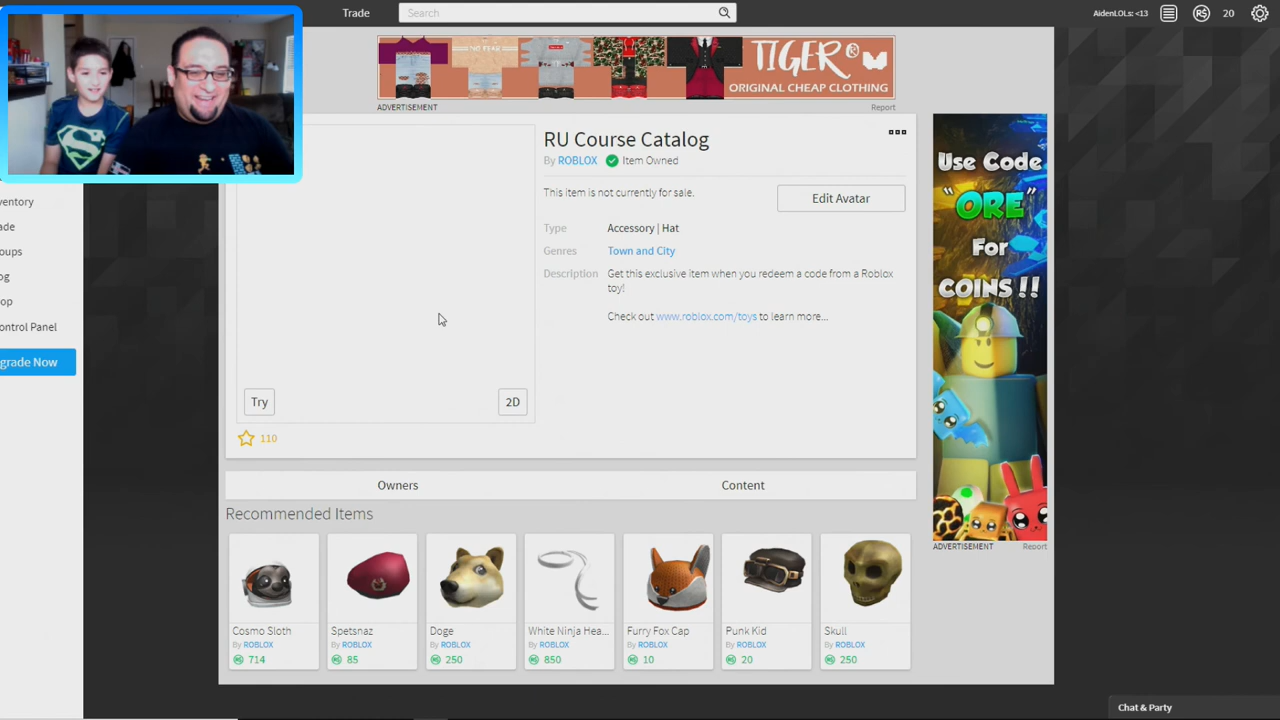 Trade
Search
AidenLOLs: <13
R$
20
NO FEAR
TIGER®
ORIGINAL CHEAP CLOTHING
ADVERTISEMENT
Report
RU Course Catalog
By ROBLOX
Item Owned
This item is not currently for sale.
Edit Avatar
Type
Accessory | Hat
Genres
Town and City
Description
Get this exclusive item when you redeem a code from a Roblox
toy!
Check out www.roblox.com/toys to learn more...
ventory
ade
oups
og
op
ontrol Panel
grade Now
Try
2D
110
Use Code
"ORE"
For
COINS !!
ADVERTISEMENT
Report
Owners
Content
Recommended Items
Cosmo Sloth
By ROBLOX
R$ 714
Spetsnaz
By ROBLOX
R$ 85
Doge
By ROBLOX
R$ 250
White Ninja Hea...
By ROBLOX
R$ 850
Furry Fox Cap
By ROBLOX
R$ 10
Punk Kid
By ROBLOX
R$ 20
Skull
By ROBLOX
R$ 250
Chat & Party